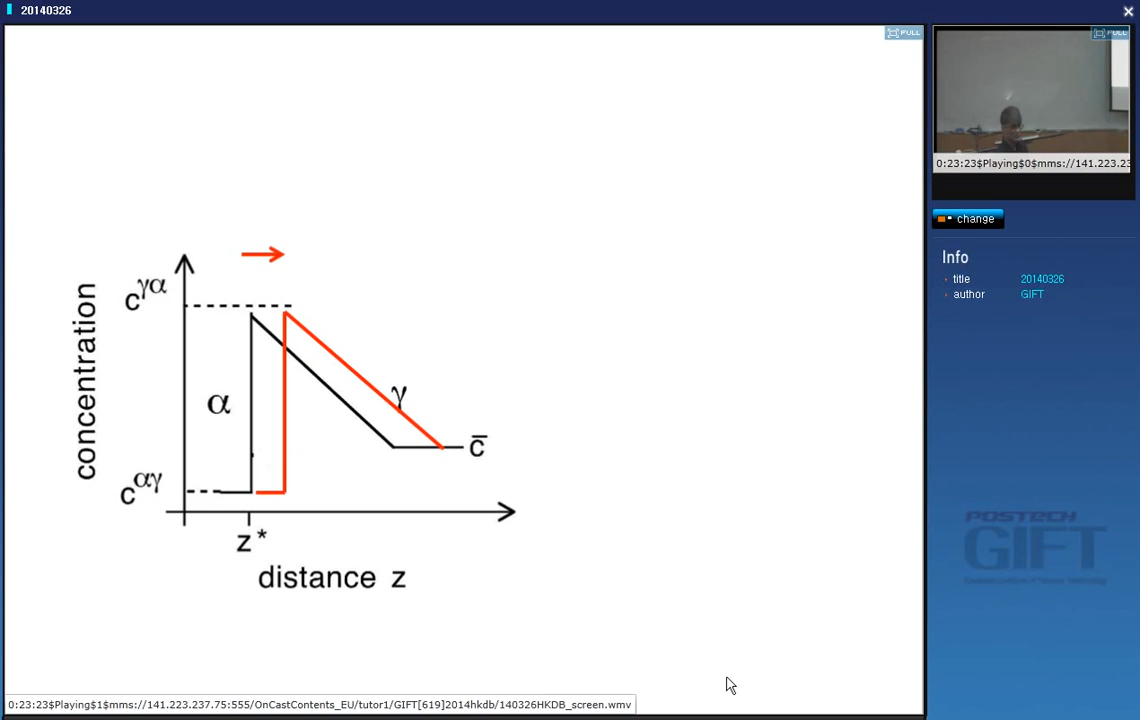 20140326
FULL
FULL
0:23:23$Playing$0$mms://141.223.23
change
Info
title 20140326
author GIFT
c^γα
concentration
α
γ
c̄
c^αγ
z*
distance z
POSTECH
GIFT
0:23:23$Playing$1$mms://141.223.237.75:555/OnCastContents_EU/tutor1/GIFT[619]2014hkdb/140326HKDB_screen.wmv